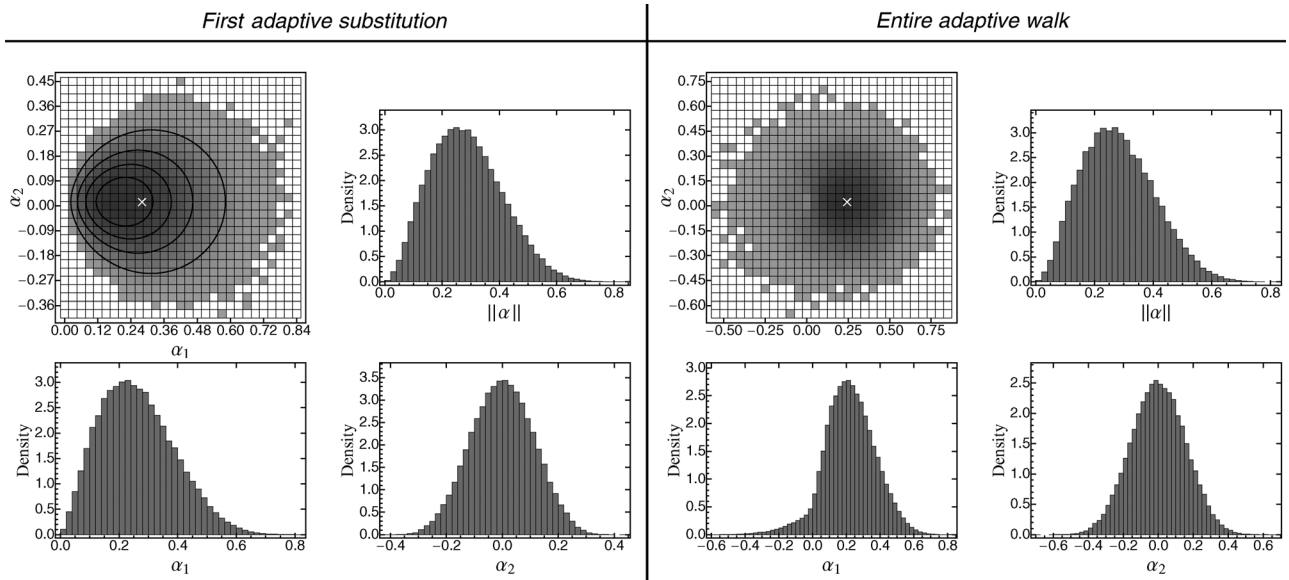 First adaptive substitution
Entire adaptive walk
0.45
0.36
0.27
0.18
0.09
0.00
−0.09
−0.18
−0.27
−0.36
α2
0.00 0.12 0.24 0.36 0.48 0.60 0.72 0.84
α1
3.0
2.5
2.0
1.5
1.0
0.5
0.0
Density
0.0 0.2 0.4 0.6 0.8
||α||
0.75
0.60
0.45
0.30
0.15
0.00
−0.15
−0.30
−0.45
−0.60
α2
−0.50 −0.25 0.00 0.25 0.50 0.75
3.0
2.5
2.0
1.5
1.0
0.5
0.0
Density
0.0 0.2 0.4 0.6 0.8
||α||
3.0
2.5
2.0
1.5
1.0
0.5
0.0
Density
0.0 0.2 0.4 0.6 0.8
α1
3.5
3.0
2.5
2.0
1.5
1.0
0.5
0.0
Density
−0.4 −0.2 0.0 0.2 0.4
α2
3.0
2.5
2.0
1.5
1.0
0.5
0.0
Density
−0.6 −0.4 −0.2 0.0 0.2 0.4 0.6 0.8
α1
2.5
2.0
1.5
1.0
0.5
0.0
Density
−0.6 −0.4 −0.2 0.0 0.2 0.4 0.6
α2